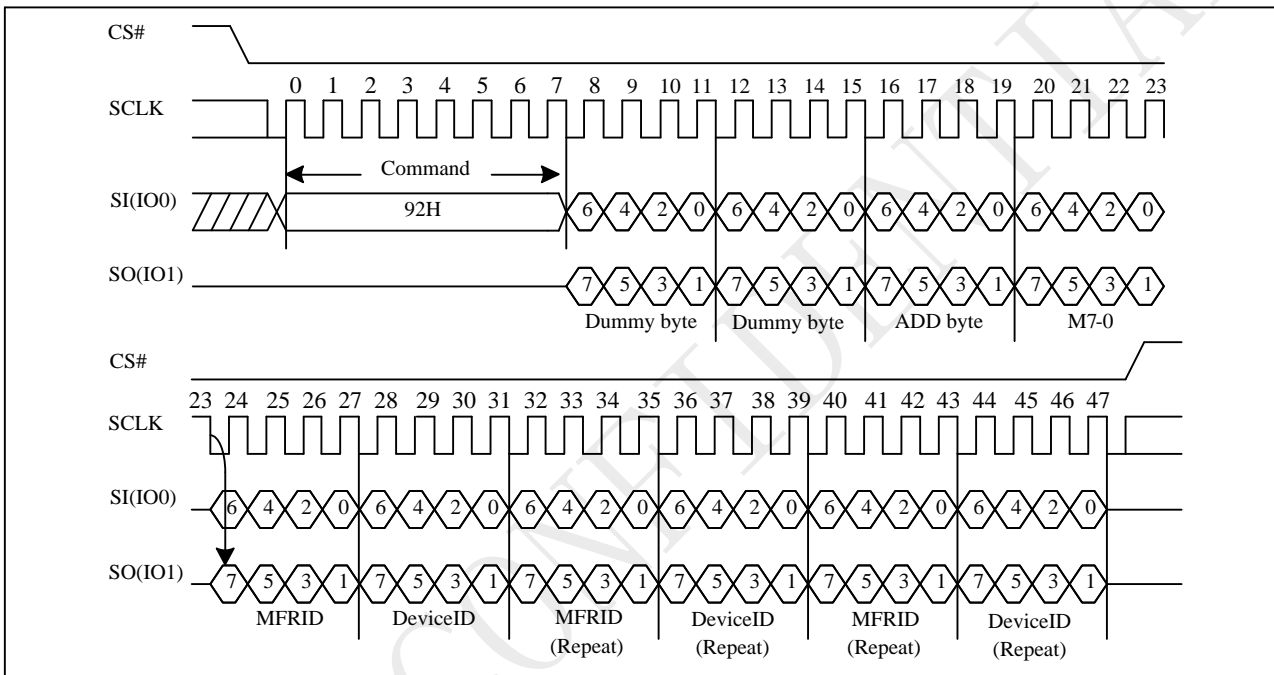 CS#
0 1 2 3 4 5 6 7 8 9 10 11 12 13 14 15 16 17 18 19 20 21 22 23
SCLK
Command
SI(IO0) 92H 6 4 2 0 6 4 2 0 6 4 2 0 6 4 2 0
SO(IO1) 7 5 3 1 7 5 3 1 7 5 3 1 7 5 3 1
Dummy byte Dummy byte ADD byte M7-0
CS#
23 24 25 26 27 28 29 30 31 32 33 34 35 36 37 38 39 40 41 42 43 44 45 46 47
SCLK
SI(IO0) 6 4 2 0 6 4 2 0 6 4 2 0 6 4 2 0 6 4 2 0 6 4 2 0
SO(IO1) 7 5 3 1 7 5 3 1 7 5 3 1 7 5 3 1 7 5 3 1 7 5 3 1
MFRID DeviceID MFRID DeviceID MFRID DeviceID
(Repeat) (Repeat) (Repeat) (Repeat)
CONFIDENTIAL